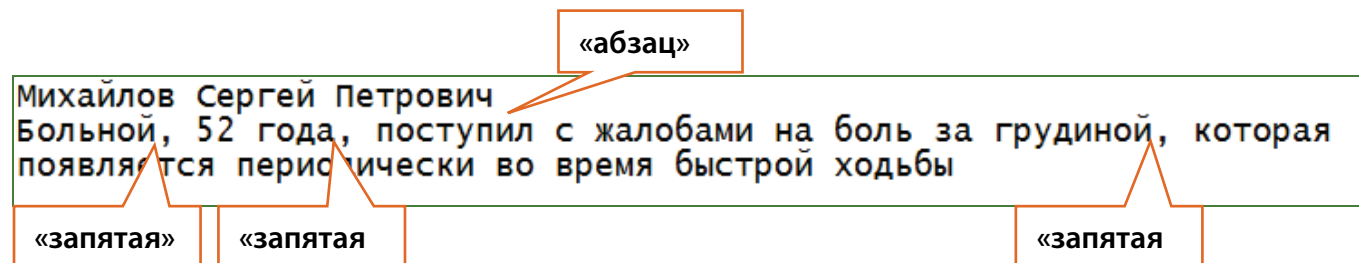 «абзац»
Михайлов Сергей Петрович
Больной, 52 года, поступил с жалобами на боль за грудиной, которая
появляется периодически во время быстрой ходьбы
«запятая» «запятая «запятая